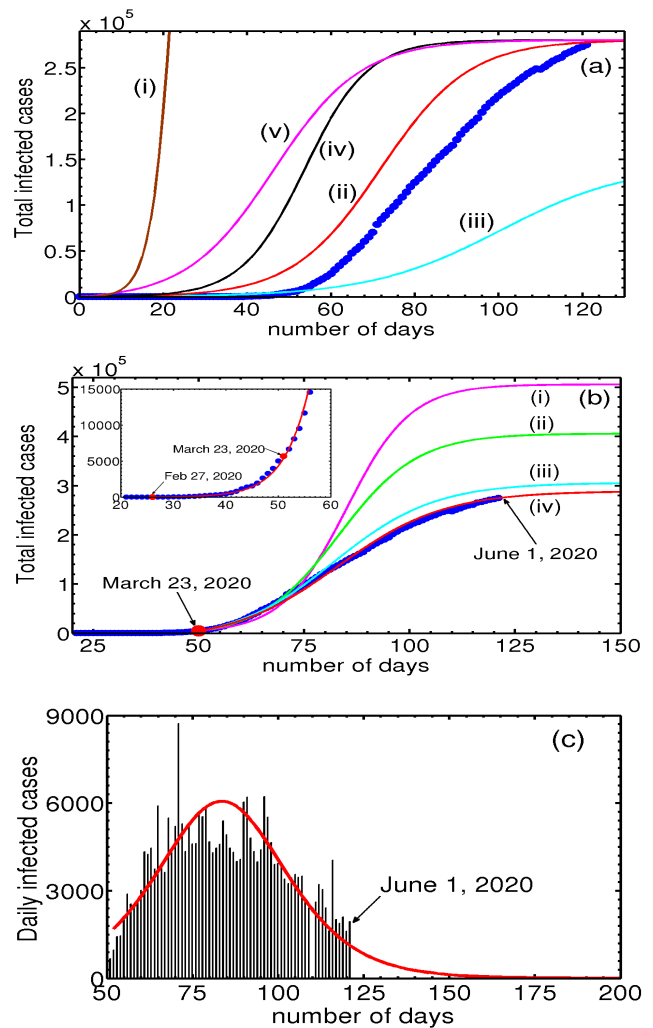 x 10^5
2.5
2
1.5
1
0.5
0
Total infected cases
(i)
(v)
(iv)
(ii)
(iii)
(a)
0 20 40 60 80 100 120
number of days
x 10^5
5
4
3
2
1
0
Total infected cases
15000
10000
5000
0
20 30 40 50 60
March 23, 2020
Feb 27, 2020
(b)
(i)
(ii)
(iii)
(iv)
June 1, 2020
March 23, 2020
25 50 75 100 125 150
number of days
9000
6000
3000
0
Daily infected cases
(c)
June 1, 2020
50 75 100 125 150 175 200
number of days